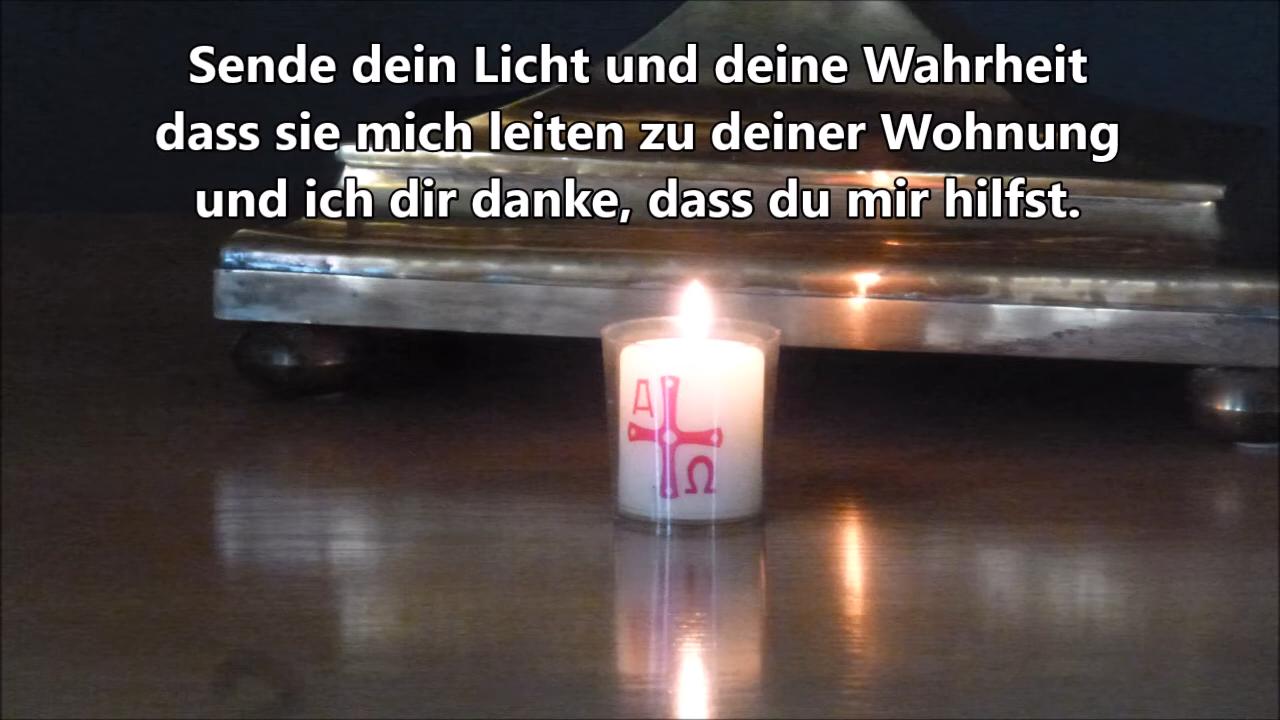 Sende dein Licht und deine Wahrheit
dass sie mich leiten zu deiner Wohnung
und ich dir danke, dass du mir hilfst.
Α
Ω